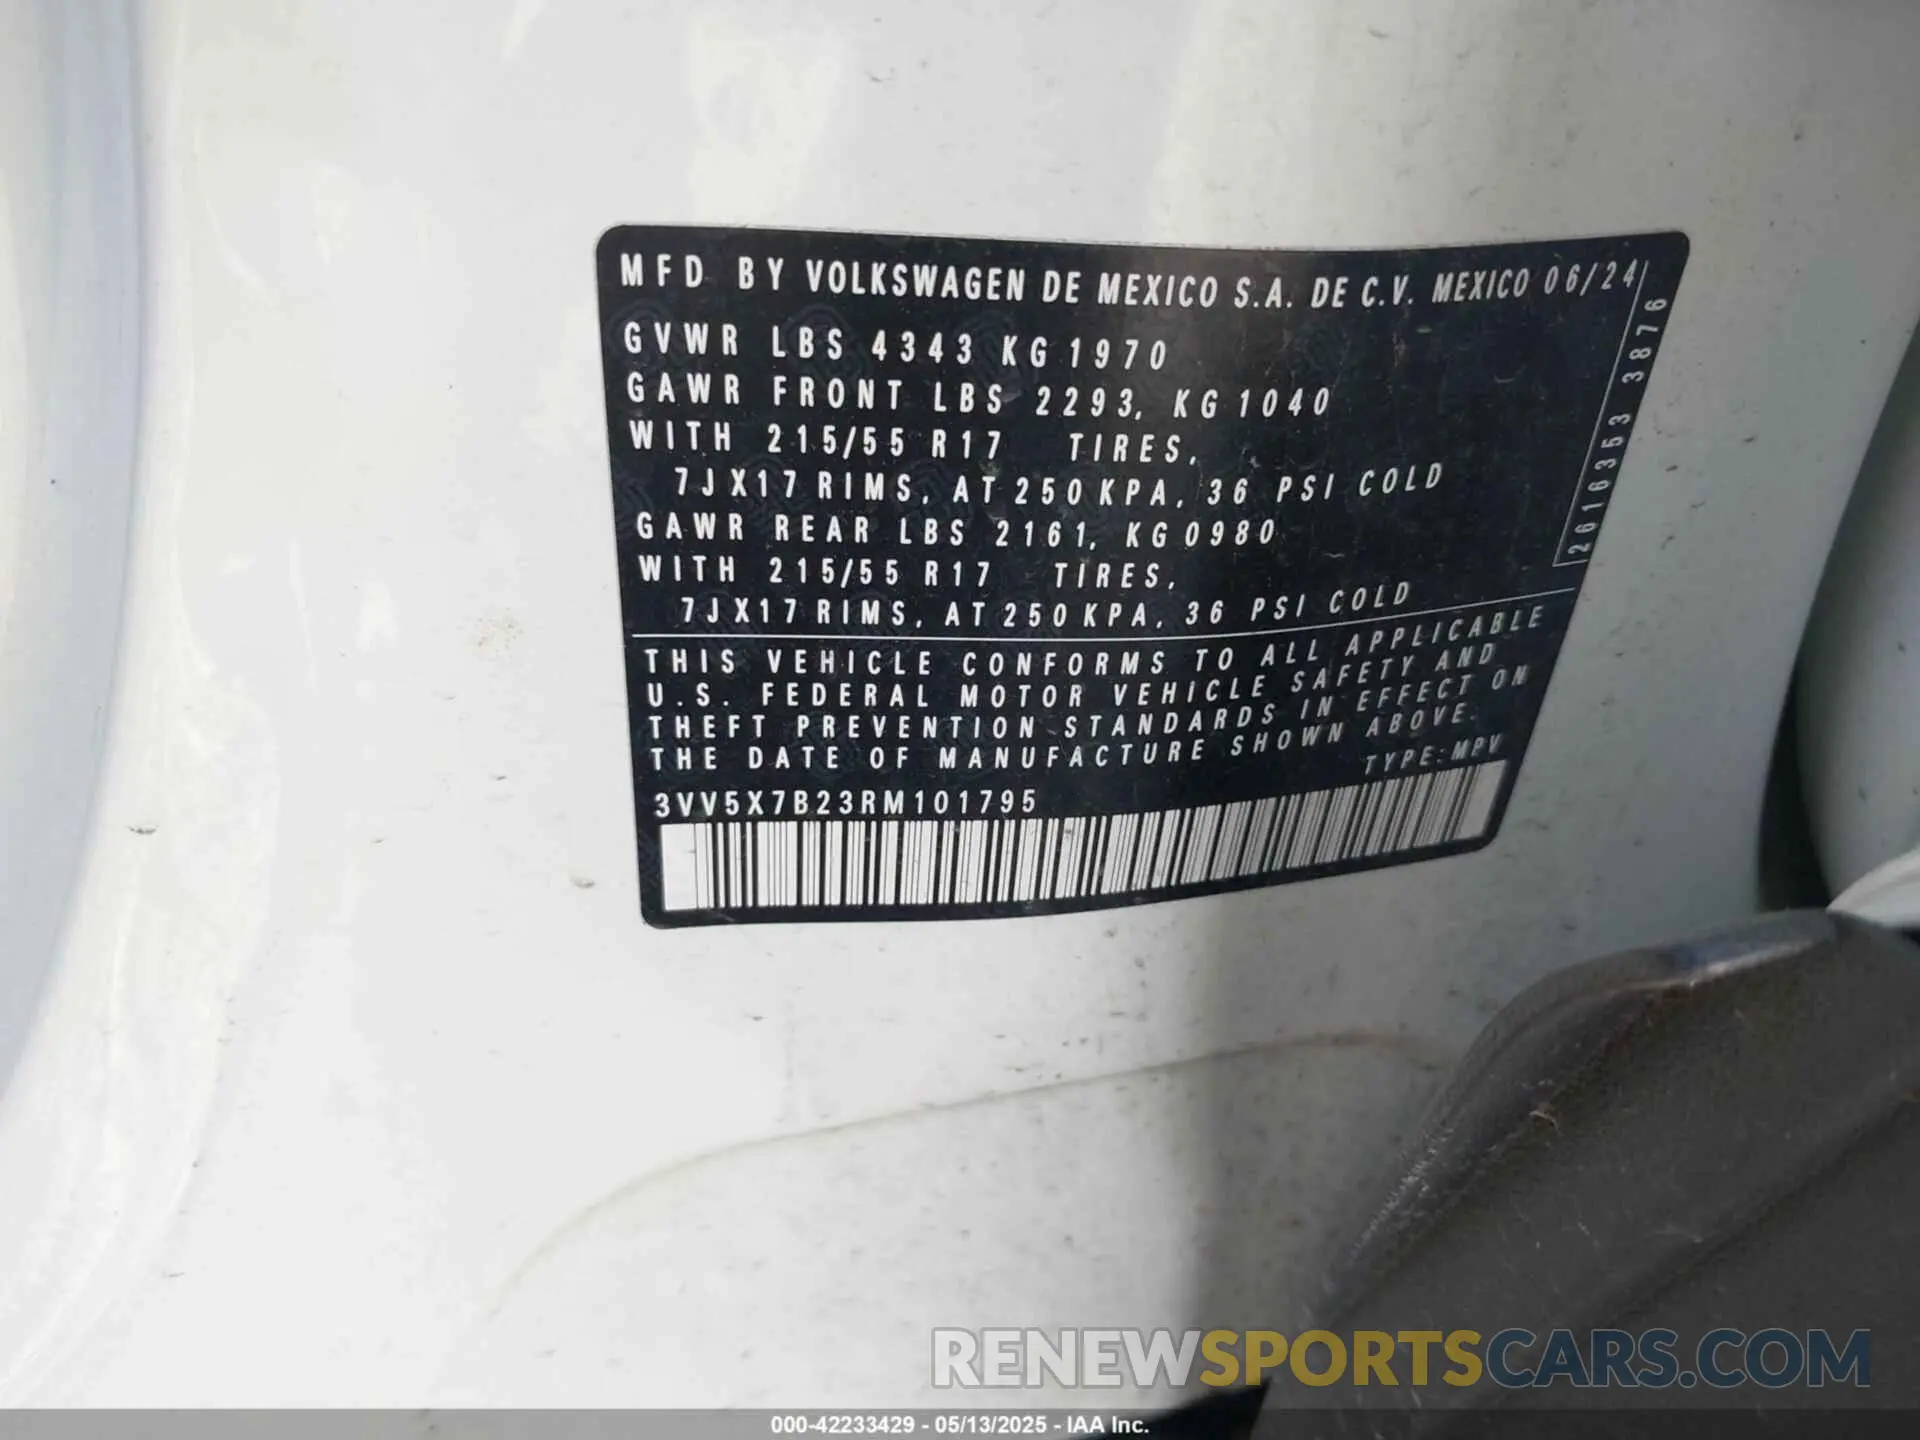 MFD BY VOLKSWAGEN DE MEXICO S.A. DE C.V. MEXICO 06/24
GVWR LBS 4343 KG 1970
GAWR FRONT LBS 2293, KG 1040
WITH 215/55 R17 TIRES,
7JX17 RIMS, AT 250 KPA, 36 PSI COLD
GAWR REAR LBS 2161, KG 0980
WITH 215/55 R17 TIRES,
7JX17 RIMS, AT 250 KPA, 36 PSI COLD
2616353 3876
THIS VEHICLE CONFORMS TO ALL APPLICABLE
U.S. FEDERAL MOTOR VEHICLE SAFETY AND
THEFT PREVENTION STANDARDS IN EFFECT ON
THE DATE OF MANUFACTURE SHOWN ABOVE.
TYPE: MPV
3VV5X7B23RM101795
RENEWSPORTSCARS.COM
000-42233429 - 05/13/2025 - IAA Inc.